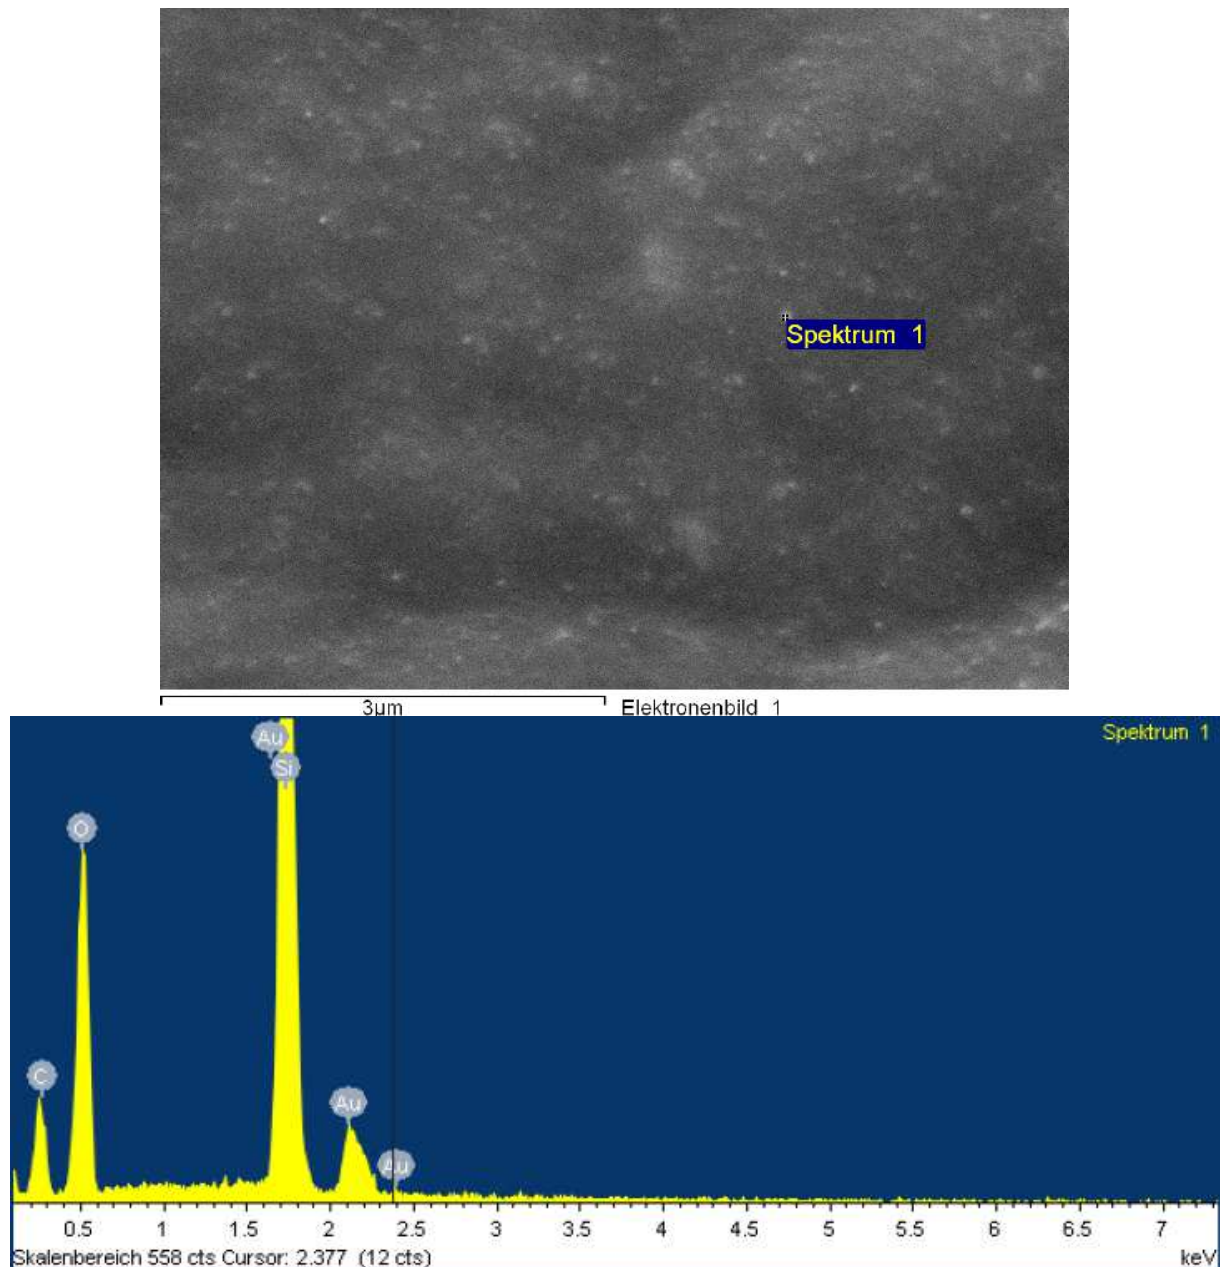 Spektrum 1
3µm
Elektronenbild 1
Spektrum 1
Au
Si
O
C
Au
Au
0.5 1 1.5 2 2.5 3 3.5 4 4.5 5 5.5 6 6.5 7
Skalenbereich 558 cts Cursor: 2.377 (12 cts) keV